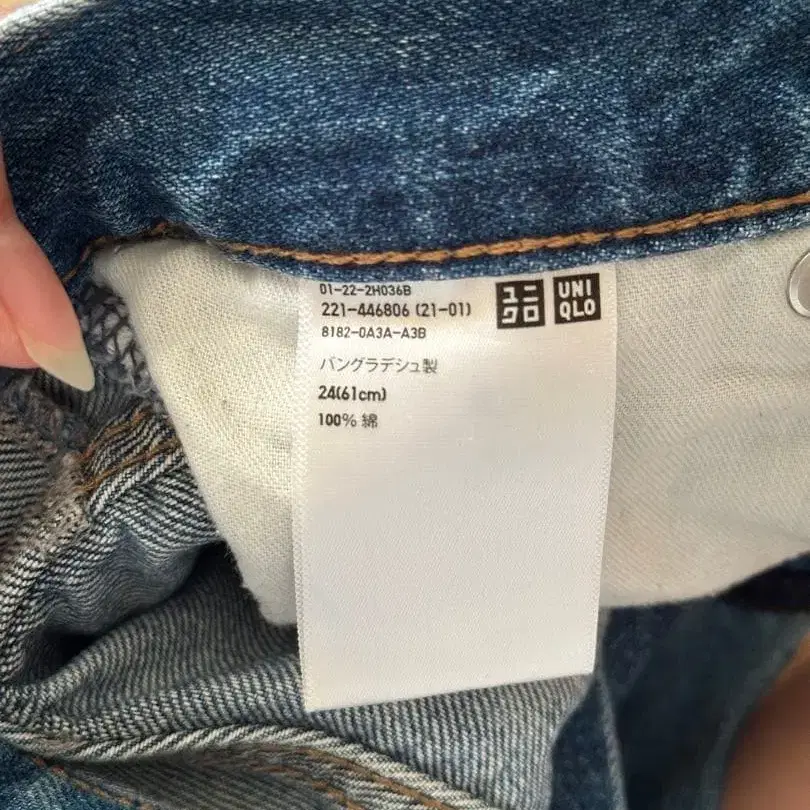 01-22-2H036B
221-446806 (21-01)
8182-0A3A-A3B
バングラデシュ製
24(61cm)
100% 綿
ユニ
クロ
UNI
QLO